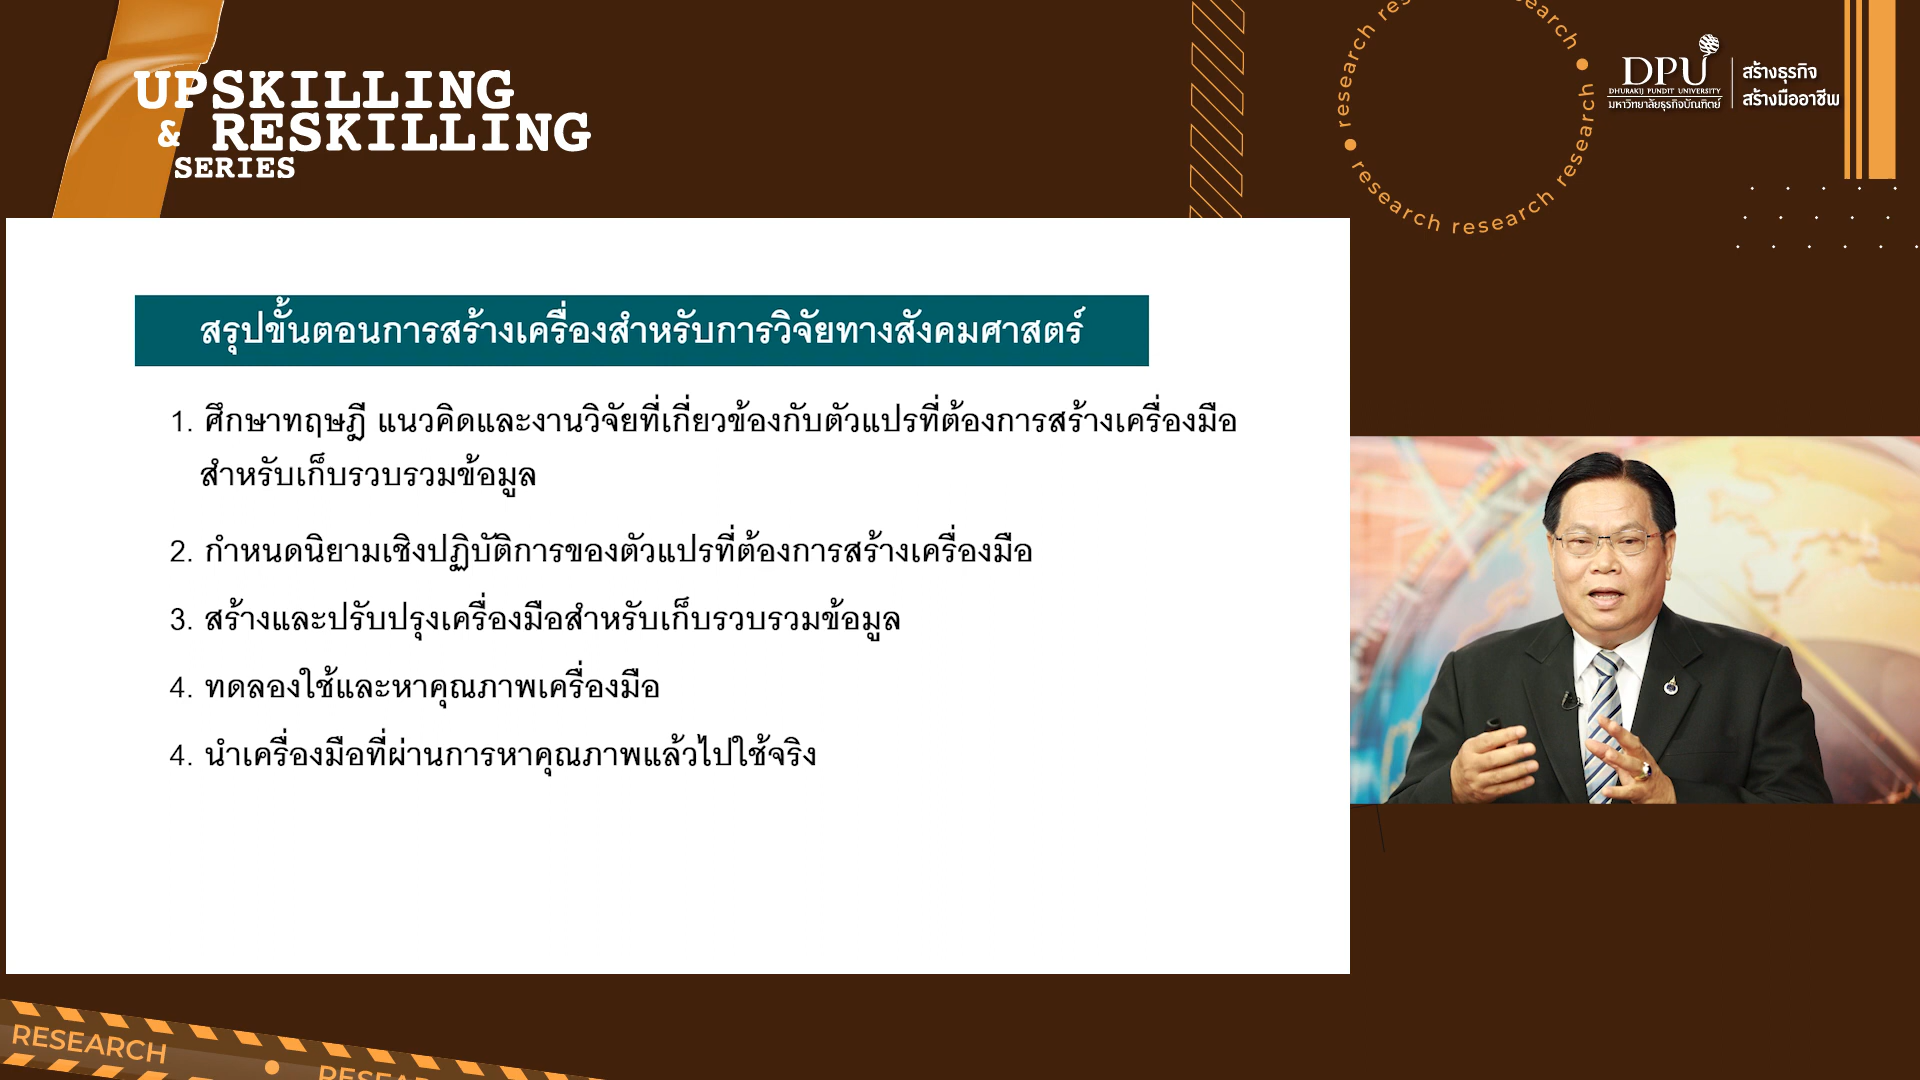 UPSKILLING
& RESKILLING
SERIES
research research research research
DPU
DHURAKIJ PUNDIT UNIVERSITY
มหาวิทยาลัยธุรกิจบัณฑิตย์
สร้างธุรกิจ
สร้างมืออาชีพ
สรุปขั้นตอนการสร้างเครื่องสำหรับการวิจัยทางสังคมศาสตร์
1. ศึกษาทฤษฎี แนวคิดและงานวิจัยที่เกี่ยวข้องกับตัวแปรที่ต้องการสร้างเครื่องมือ
สำหรับเก็บรวบรวมข้อมูล
2. กำหนดนิยามเชิงปฏิบัติการของตัวแปรที่ต้องการสร้างเครื่องมือ
3. สร้างและปรับปรุงเครื่องมือสำหรับเก็บรวบรวมข้อมูล
4. ทดลองใช้และหาคุณภาพเครื่องมือ
4. นำเครื่องมือที่ผ่านการหาคุณภาพแล้วไปใช้จริง
RESEARCH